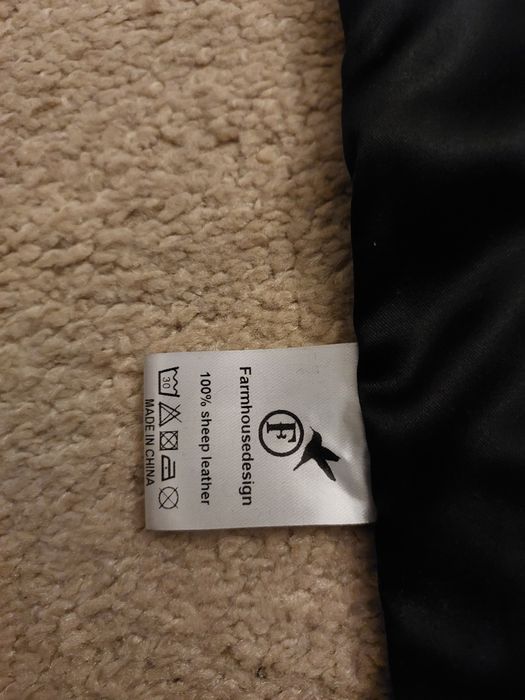 F
Farmhousedesign
100% sheep leather
30
MADE IN CHINA